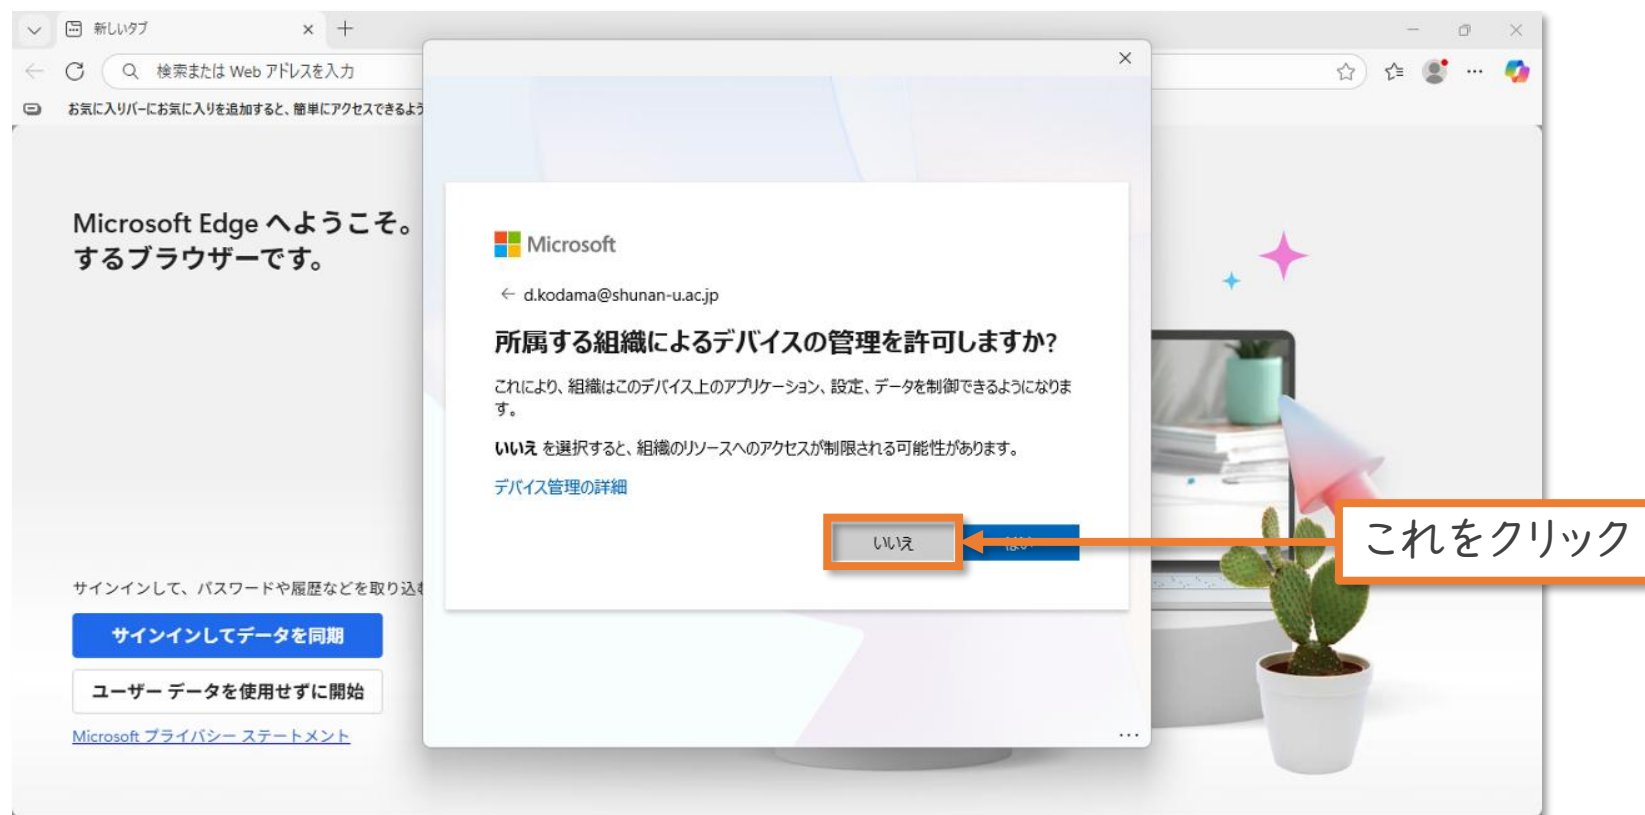 新しいタブ
検索または Web アドレスを入力
お気に入りバーにお気に入りを追加すると、簡単にアクセスできるよう
Microsoft Edge へようこそ。
するブラウザーです。
Microsoft
d.kodama@shunan-u.ac.jp
所属する組織によるデバイスの管理を許可しますか?
これにより、組織はこのデバイス上のアプリケーション、設定、データを制御できるようになりま
す。
いいえ を選択すると、組織のリソースへのアクセスが制限される可能性があります。
デバイス管理の詳細
いいえ
これをクリック
サインインして、パスワードや履歴などを取り込
サインインしてデータを同期
ユーザー データを使用せずに開始
Microsoft プライバシー ステートメント